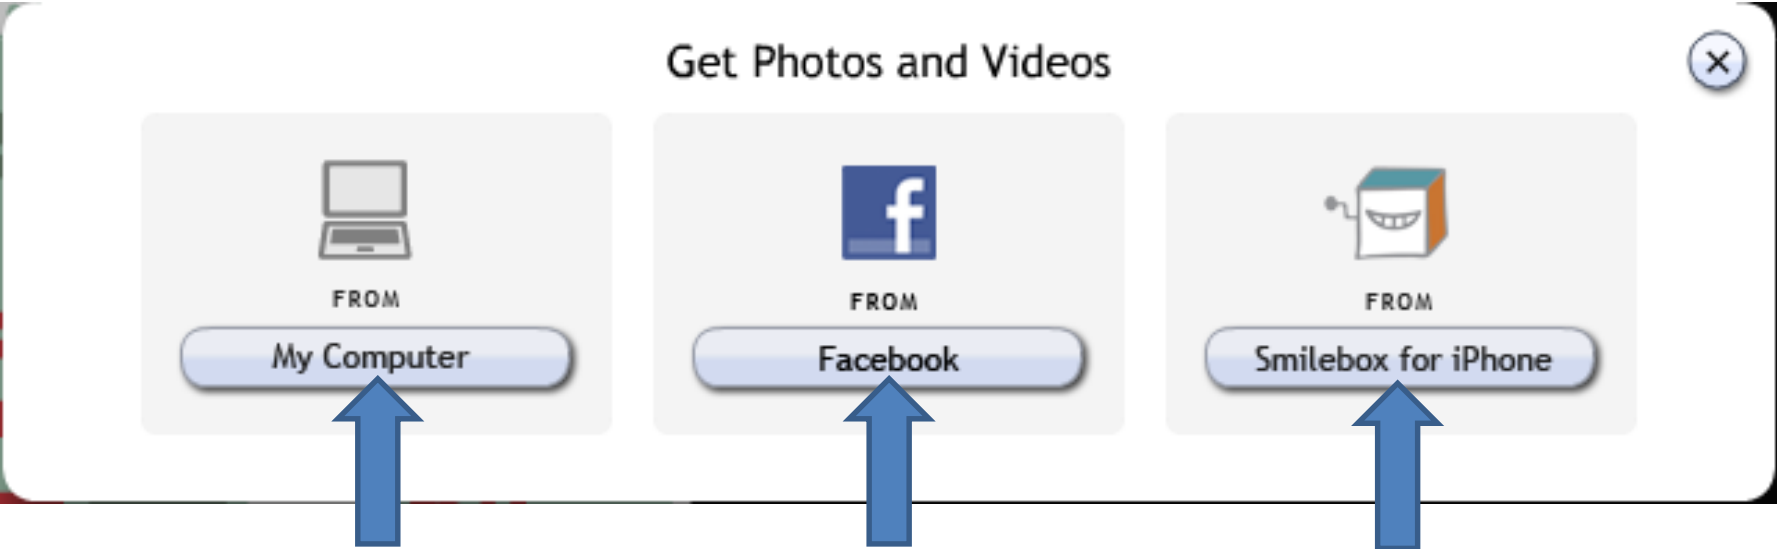 Get Photos and Videos
FROM
My Computer
FROM
Facebook
FROM
Smilebox for iPhone